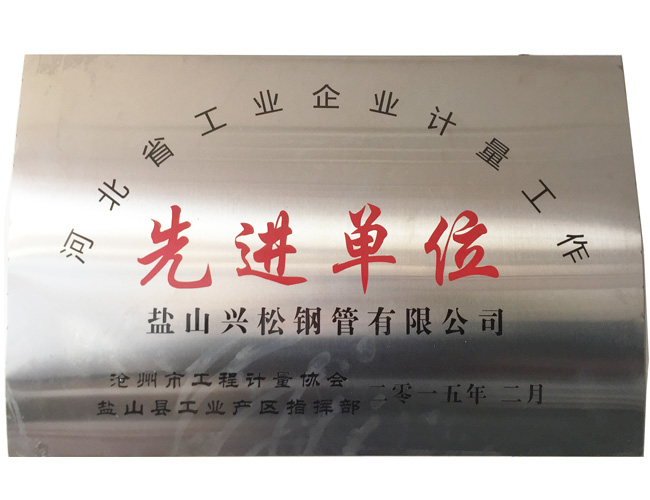 河北省工业企业计量工作
先进单位
盐山兴松钢管有限公司
沧州市工程计量协会
盐山县工业产区指挥部
二零一五年 二月